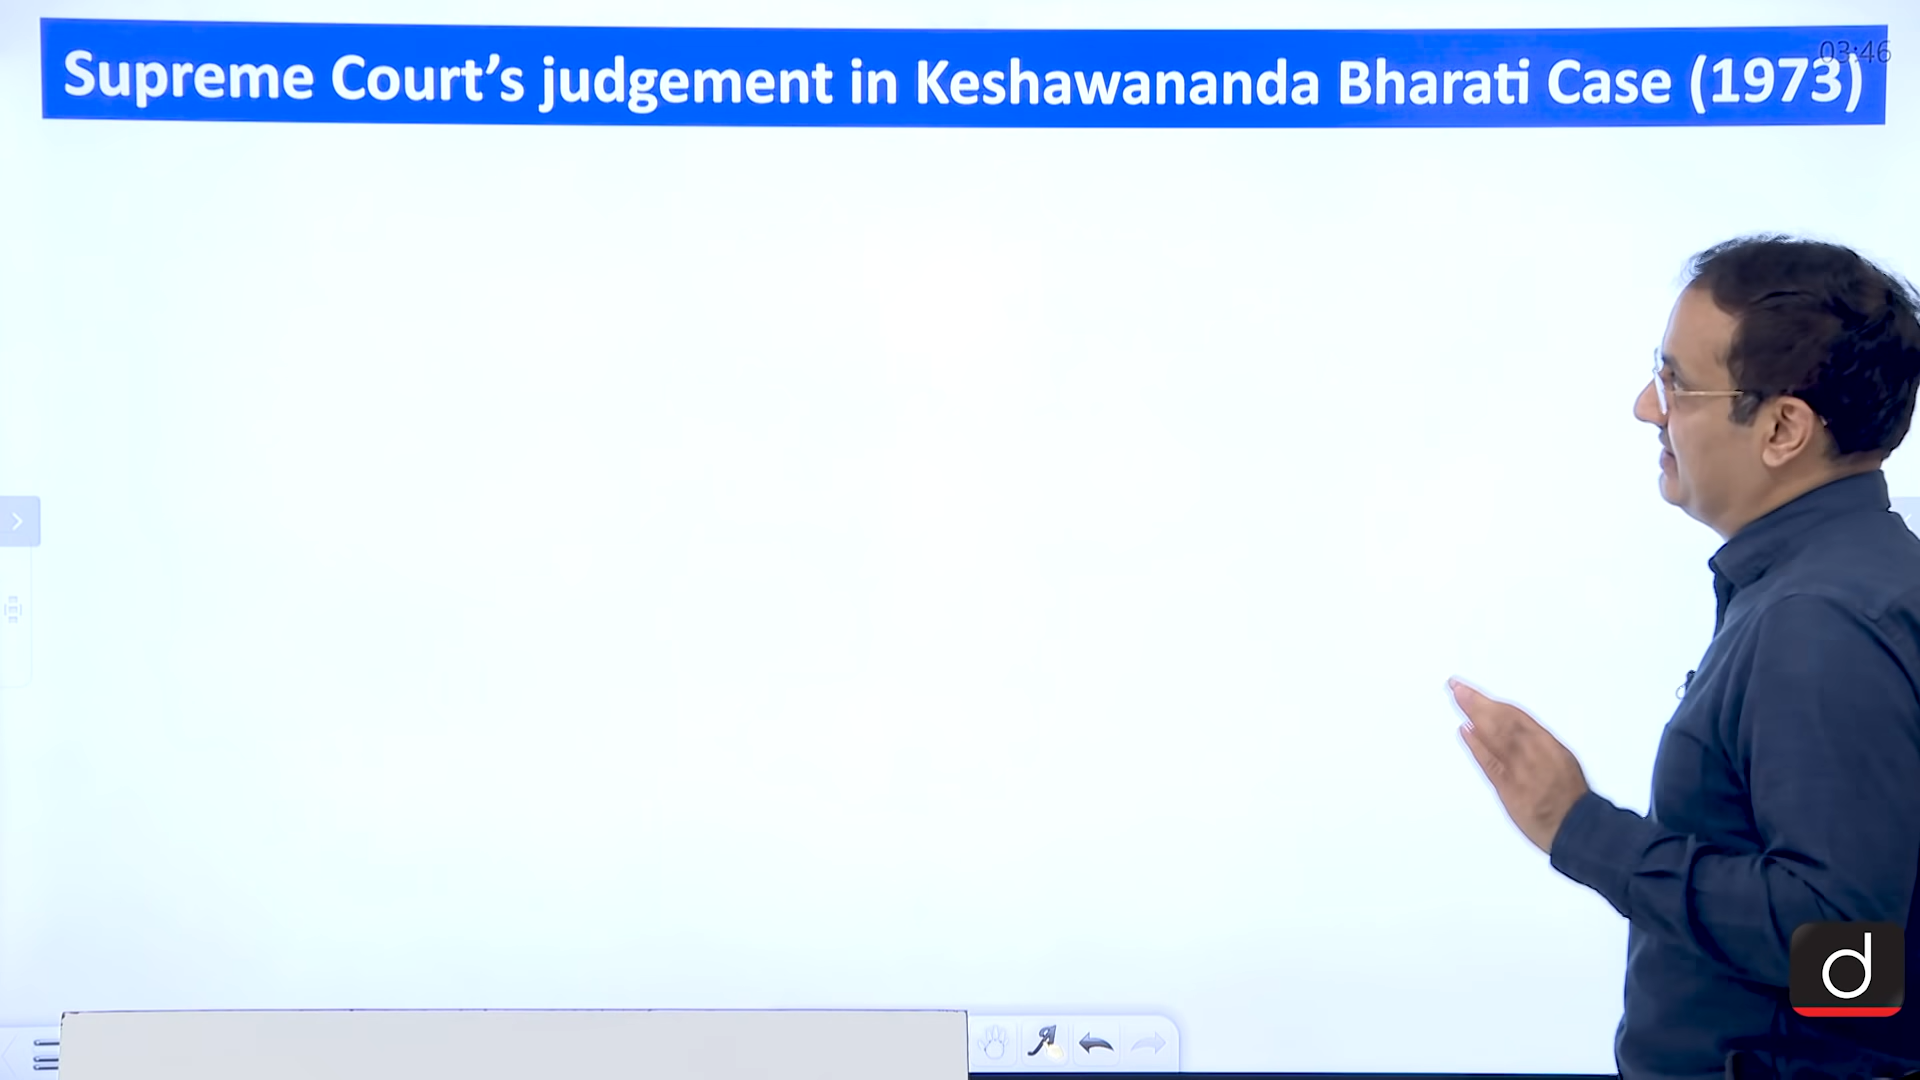 Supreme Court’s judgement in Keshawananda Bharati Case (1973)
03:46
d